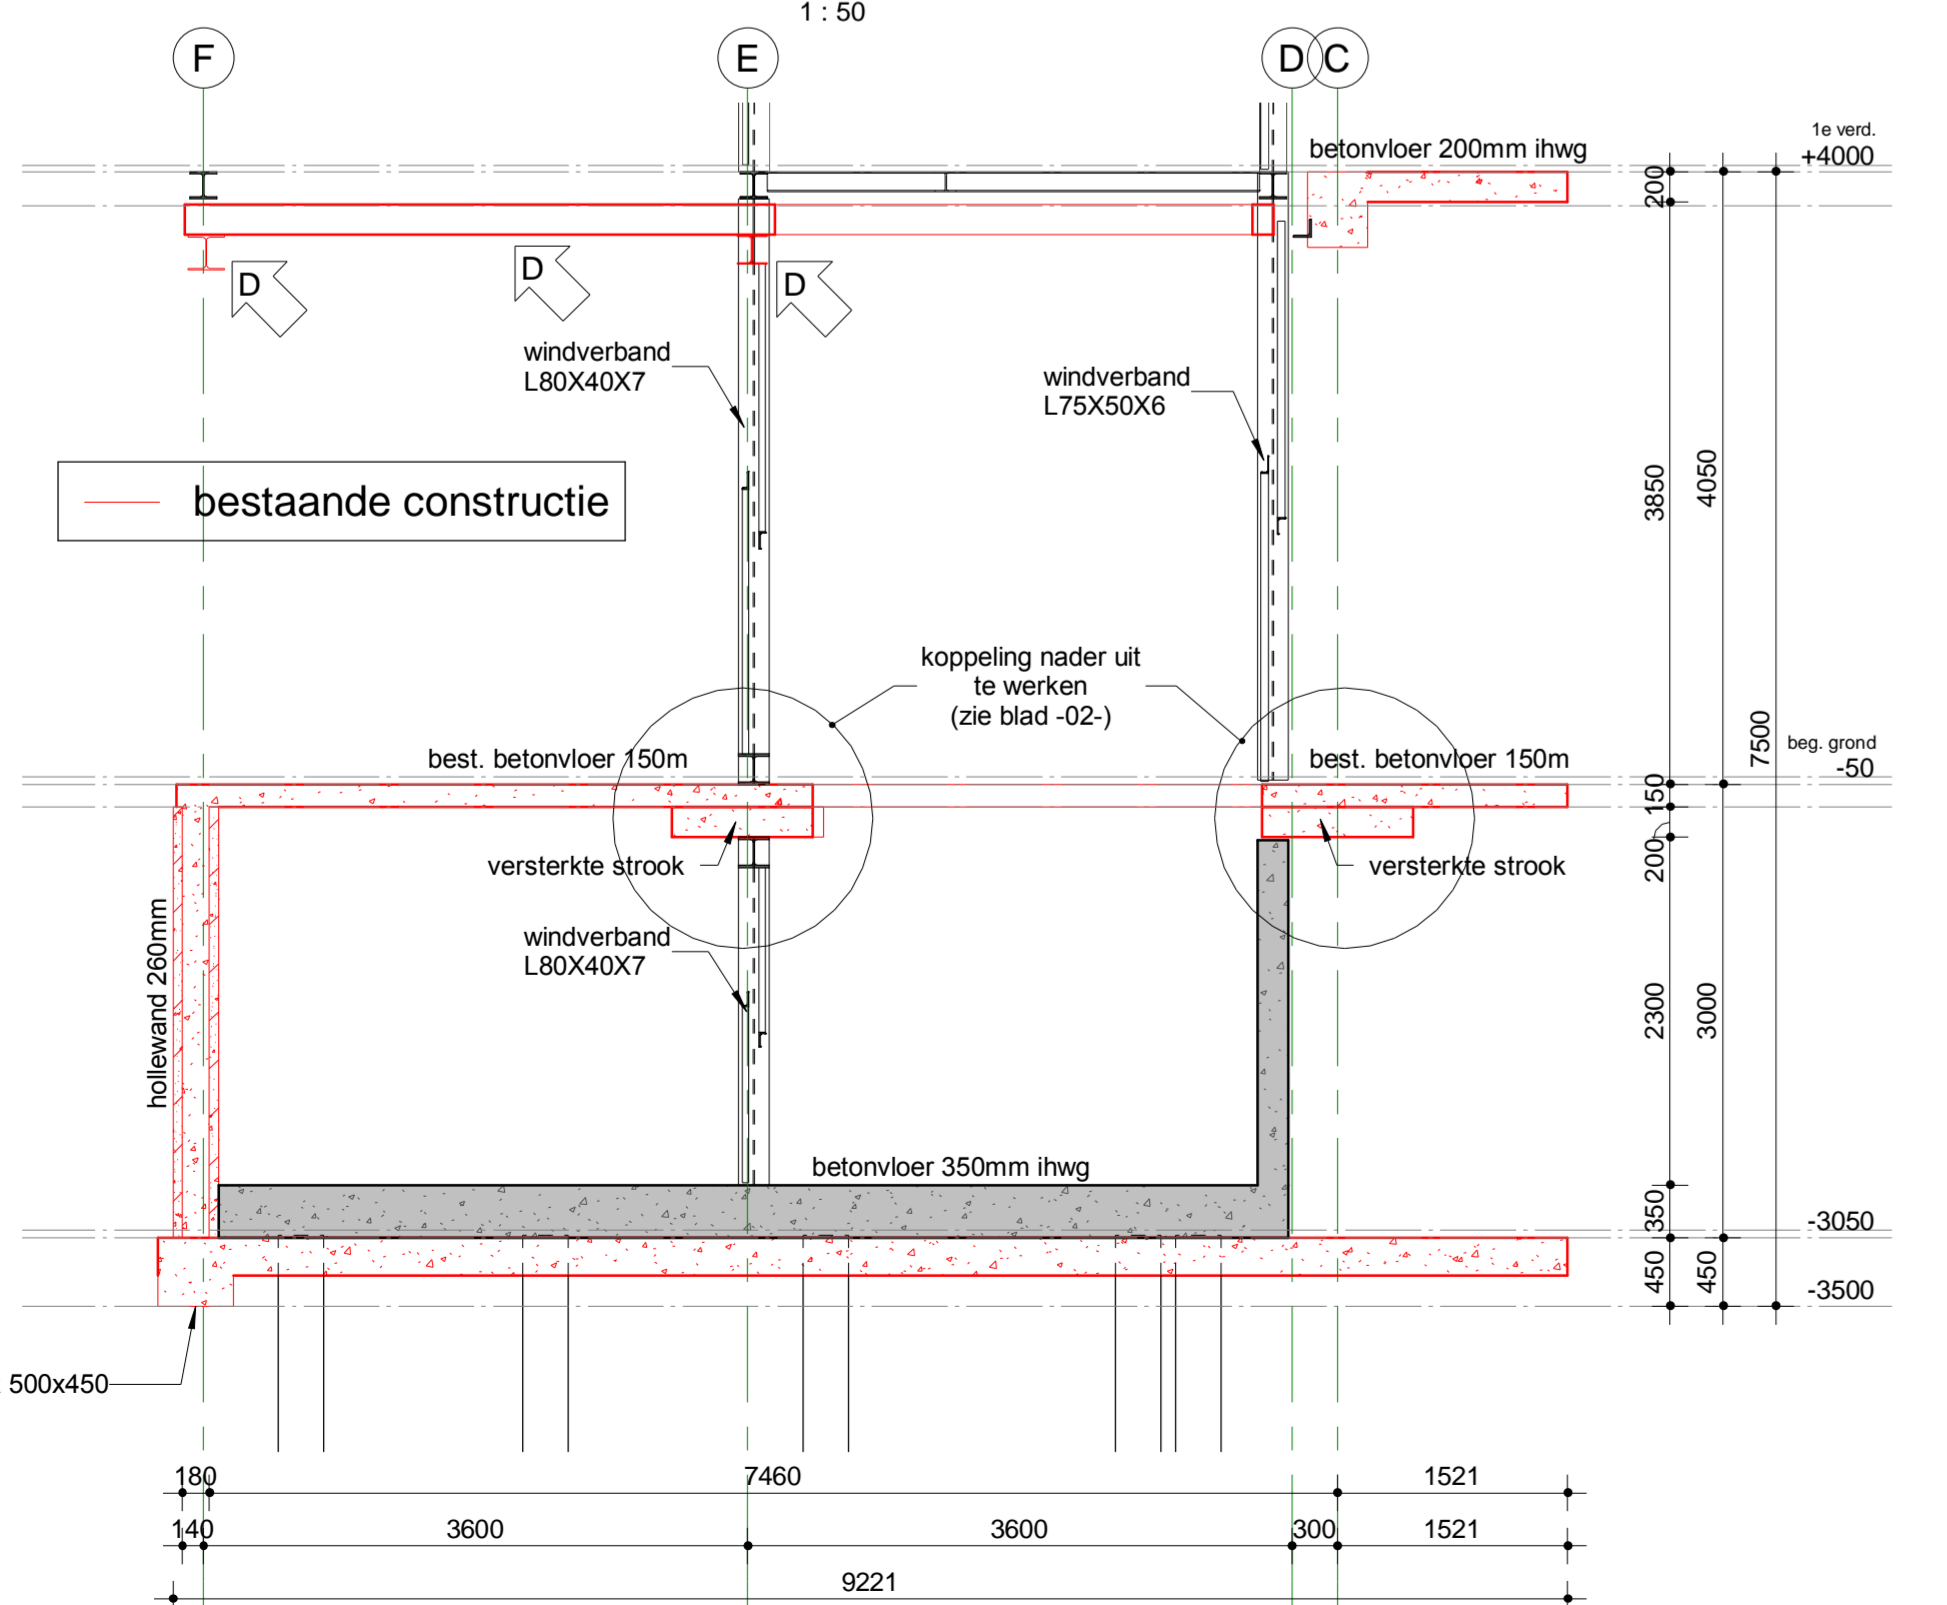 1 : 50
F
E
D
C
1e verd.
+4000
betonvloer 200mm ihwg
200
D
D
D
windverband
L80X40X7
windverband
L75X50X6
bestaande constructie
3850
4050
7500
koppeling nader uit
te werken
(zie blad -02-)
beg. grond
-50
best. betonvloer 150m
best. betonvloer 150m
150
versterkte strook
versterkte strook
200
hollewand 260mm
windverband
L80X40X7
2300
3000
betonvloer 350mm ihwg
350
-3050
450
450
-3500
500x450
180
7460
1521
140
3600
3600
300
1521
9221